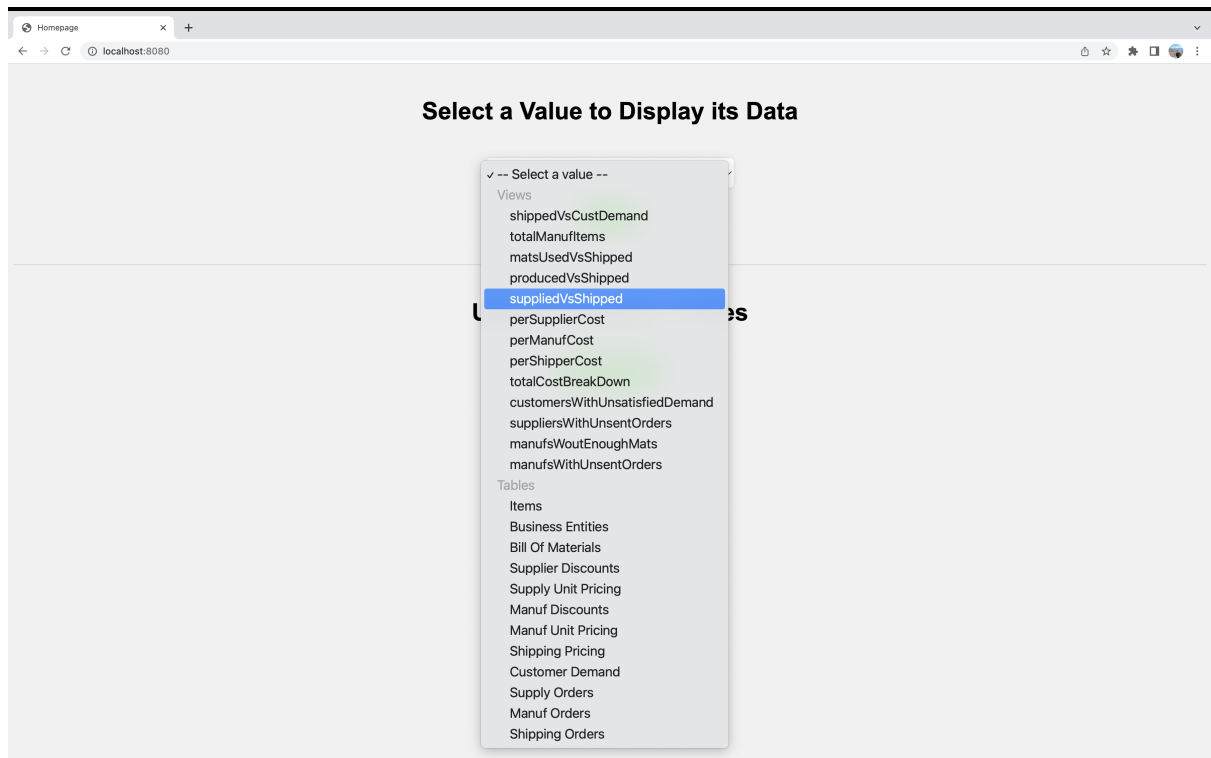 Homepage
localhost:8080
Select a Value to Display its Data
✓ -- Select a value --
Views
shippedVsCustDemand
totalManufItems
matsUsedVsShipped
producedVsShipped
suppliedVsShipped
perSupplierCost
perManufCost
perShipperCost
totalCostBreakDown
customersWithUnsatisfiedDemand
suppliersWithUnsentOrders
manufsWoutEnoughMats
manufsWithUnsentOrders
Tables
Items
Business Entities
Bill Of Materials
Supplier Discounts
Supply Unit Pricing
Manuf Discounts
Manuf Unit Pricing
Shipping Pricing
Customer Demand
Supply Orders
Manuf Orders
Shipping Orders